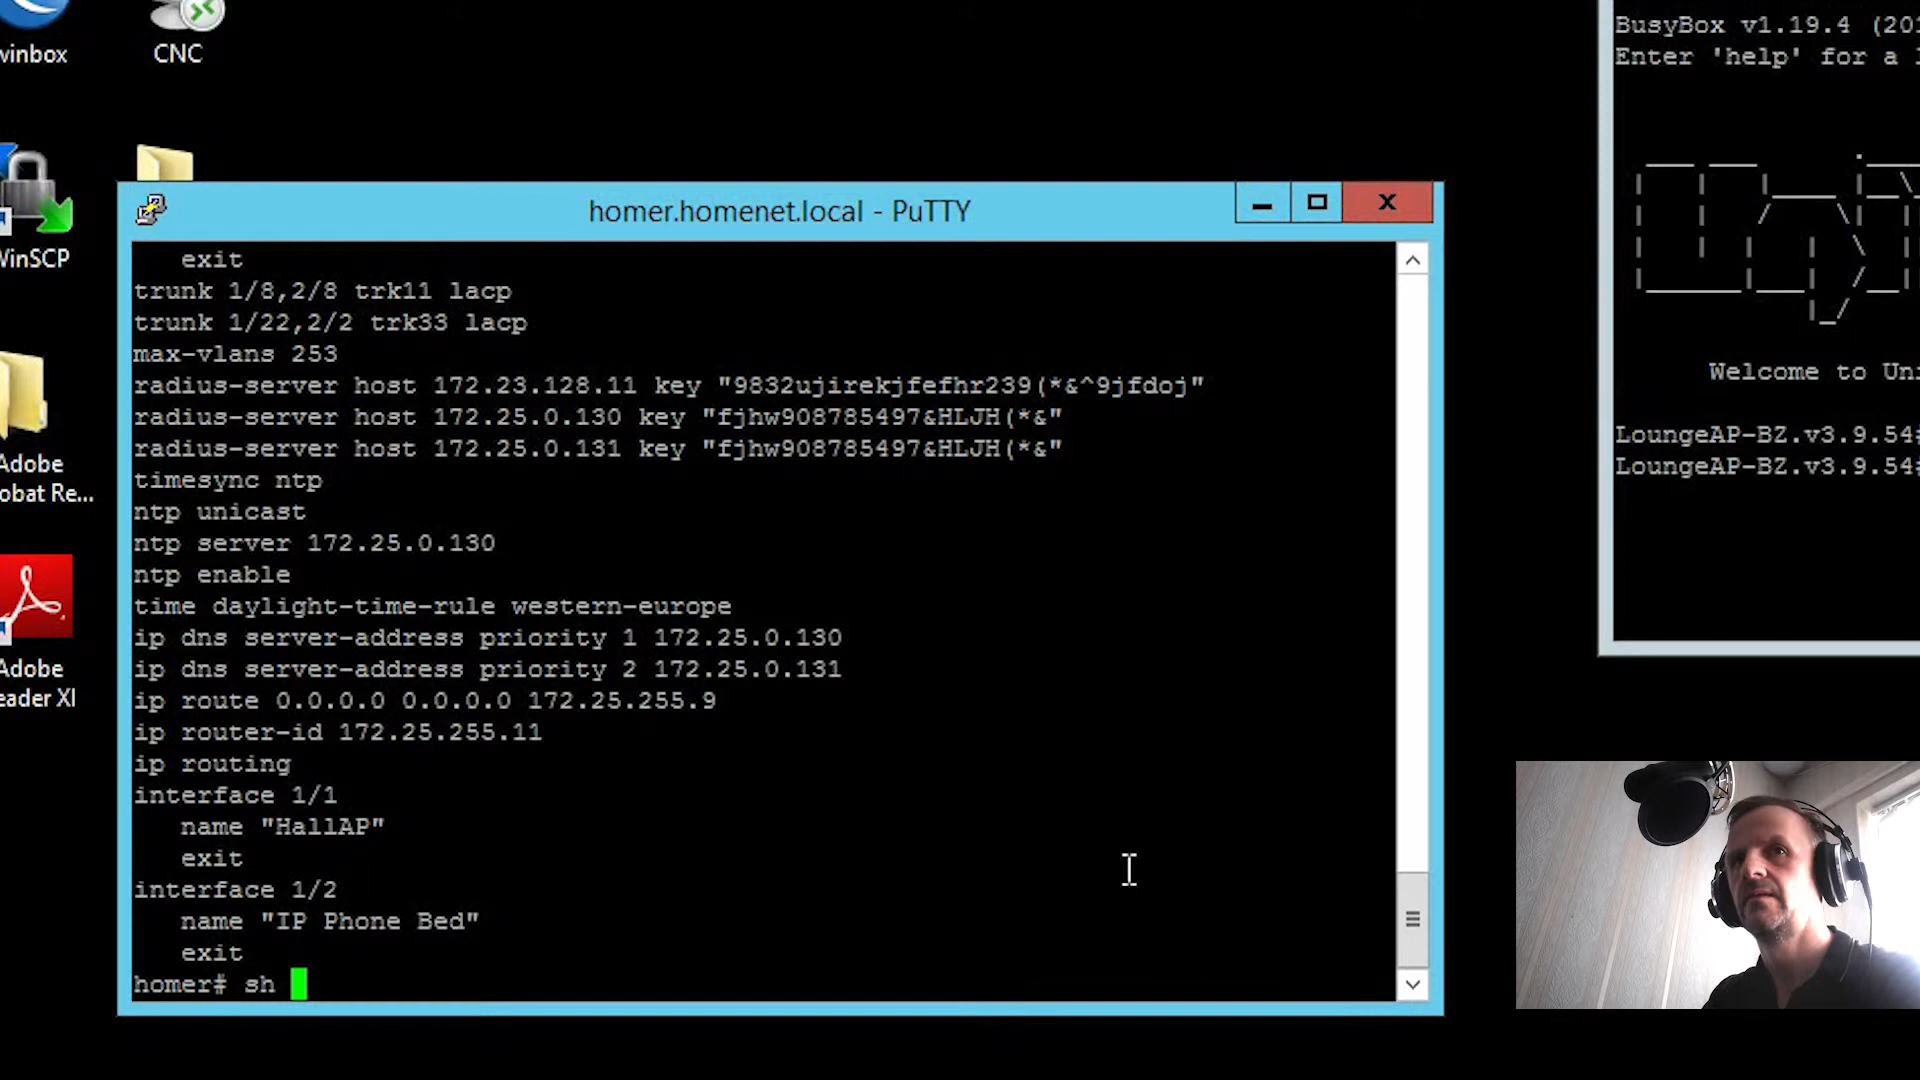 winbox
CNC
WinSCP
Adobe
obat Re...
Adobe
eader XI
homer.homenet.local - PuTTY
exit
trunk 1/8,2/8 trk11 lacp
trunk 1/22,2/2 trk33 lacp
max-vlans 253
radius-server host 172.23.128.11 key "9832ujirekjfefhr239(*&^9jfdoj"
radius-server host 172.25.0.130 key "fjhw908785497&HLJH(*&"
radius-server host 172.25.0.131 key "fjhw908785497&HLJH(*&"
timesync ntp
ntp unicast
ntp server 172.25.0.130
ntp enable
time daylight-time-rule western-europe
ip dns server-address priority 1 172.25.0.130
ip dns server-address priority 2 172.25.0.131
ip route 0.0.0.0 0.0.0.0 172.25.255.9
ip router-id 172.25.255.11
ip routing
interface 1/1
name "HallAP"
exit
interface 1/2
name "IP Phone Bed"
exit
homer# sh
BusyBox v1.19.4 (201
Enter 'help' for a l
Welcome to Uni
LoungeAP-BZ.v3.9.54#
LoungeAP-BZ.v3.9.54#